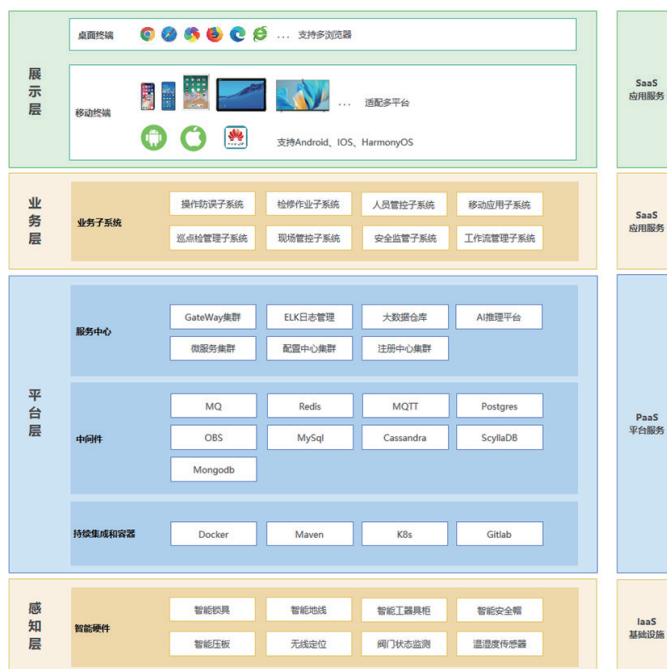 展示层
桌面终端
... 支持多浏览器
移动终端
... 适配多平台
支持Android、IOS、HarmonyOS
SaaS
应用服务
业务层
业务子系统
操作防误子系统 检修作业子系统 人员管控子系统 移动应用子系统
巡点检管理子系统 现场管控子系统 安全监管子系统 工作流管理子系统
SaaS
应用服务
平台层
服务中心
GateWay集群 ELK日志管理 大数据仓库 AI推理平台
微服务集群 配置中心集群 注册中心集群
中间件
MQ Redis MQTT Postgres
OBS MySql Cassandra ScyllaDB
Mongodb
持续集成和容器
Docker Maven K8s Gitlab
PaaS
平台服务
感知层
智能硬件
智能锁具 智能地线 智能工器具柜 智能安全帽
智能压板 无线定位 阀门状态监测 温湿度传感器
IaaS
基础设施